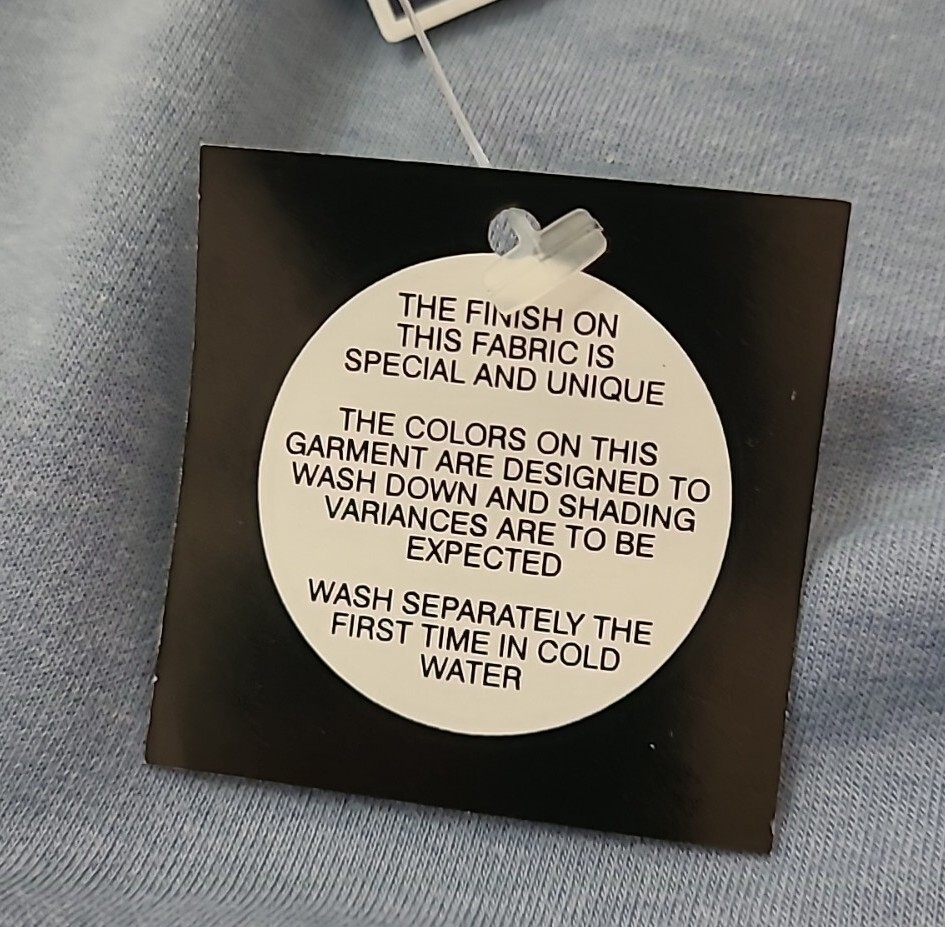 THE FINISH ON
THIS FABRIC IS
SPECIAL AND UNIQUE
THE COLORS ON THIS
GARMENT ARE DESIGNED TO
WASH DOWN AND SHADING
VARIANCES ARE TO BE
EXPECTED
WASH SEPARATELY THE
FIRST TIME IN COLD
WATER